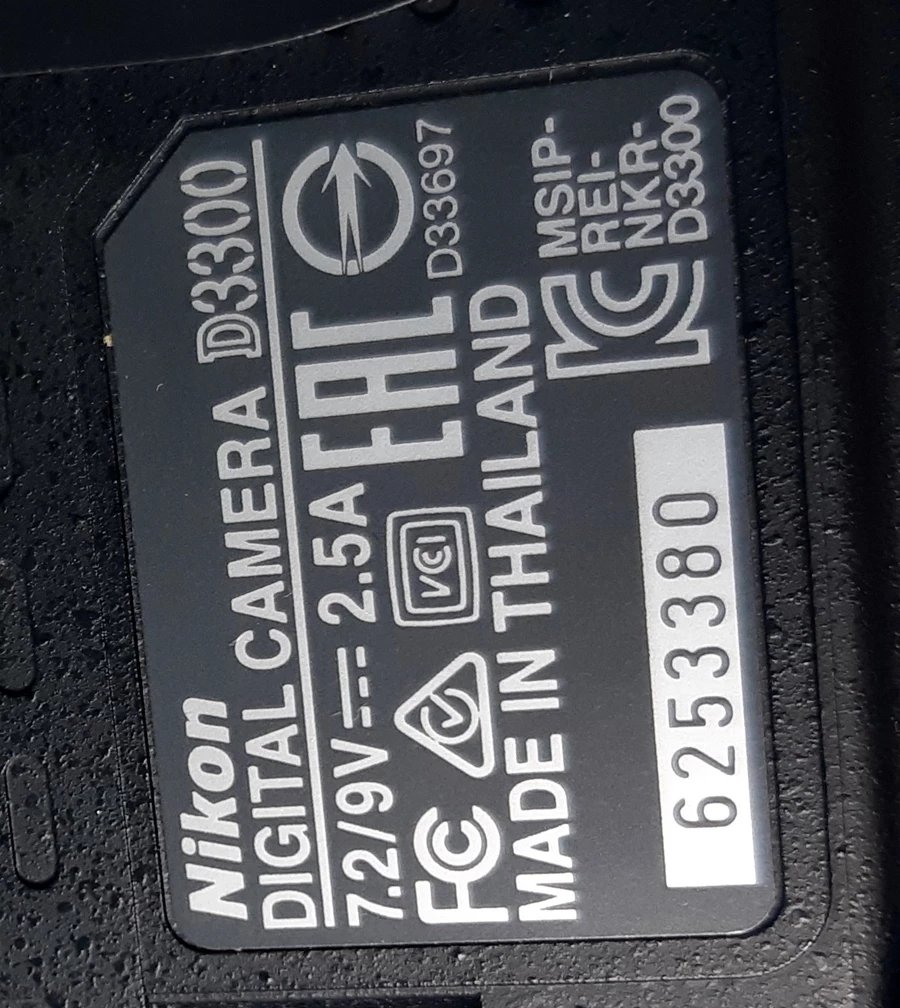 Nikon
DIGITAL CAMERA D3300
7.2/9V 2.5A EAC
FC VCI D33697
MADE IN THAILAND
MSIP-
REI-
NKR-
D3300
6253380